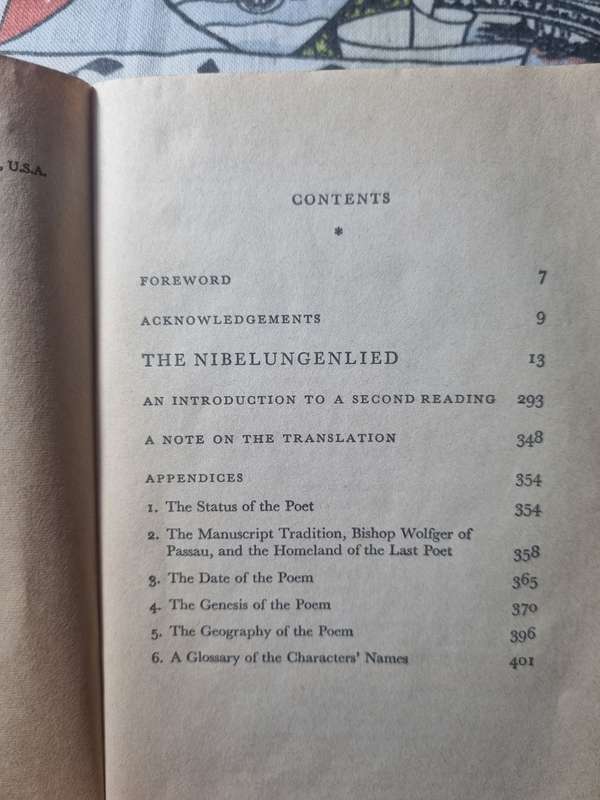 , U.S.A.
CONTENTS
*
FOREWORD 7
ACKNOWLEDGEMENTS 9
THE NIBELUNGENLIED 13
AN INTRODUCTION TO A SECOND READING 293
A NOTE ON THE TRANSLATION 348
APPENDICES 354
1. The Status of the Poet 354
2. The Manuscript Tradition, Bishop Wolfger of
Passau, and the Homeland of the Last Poet 358
3. The Date of the Poem 365
4. The Genesis of the Poem 370
5. The Geography of the Poem 396
6. A Glossary of the Characters' Names 401